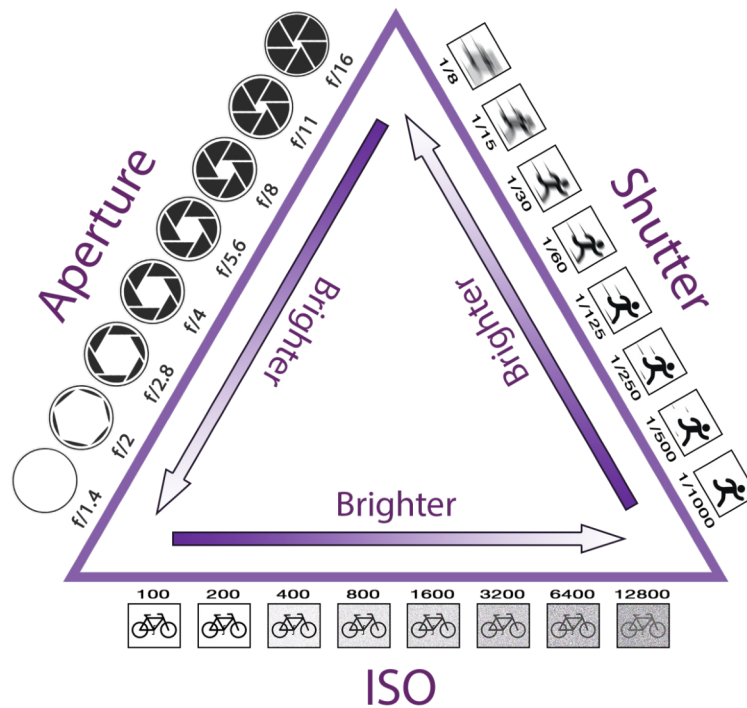 Aperture
f/16
f/11
f/8
f/5.6
f/4
f/2.8
f/2
f/1.4
Shutter
1/8
1/15
1/30
1/60
1/125
1/250
1/500
1/1000
Brighter
Brighter
Brighter
100 200 400 800 1600 3200 6400 12800
ISO